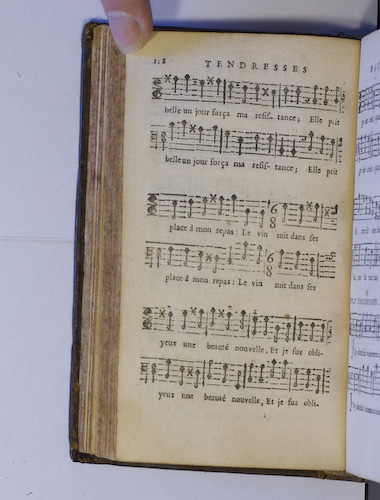 118 TENDRESSES
belle un jour força ma resis- tance; Elle prit
belle un jour força ma resis- tance; Elle prit
place à mon repas: Le vin mit dans ses
place à mon repas: Le vin mit dans ses
yeux une beauté nouvelle, Et je fus obli-
yeux une beauté nouvelle, Et je fus obli-